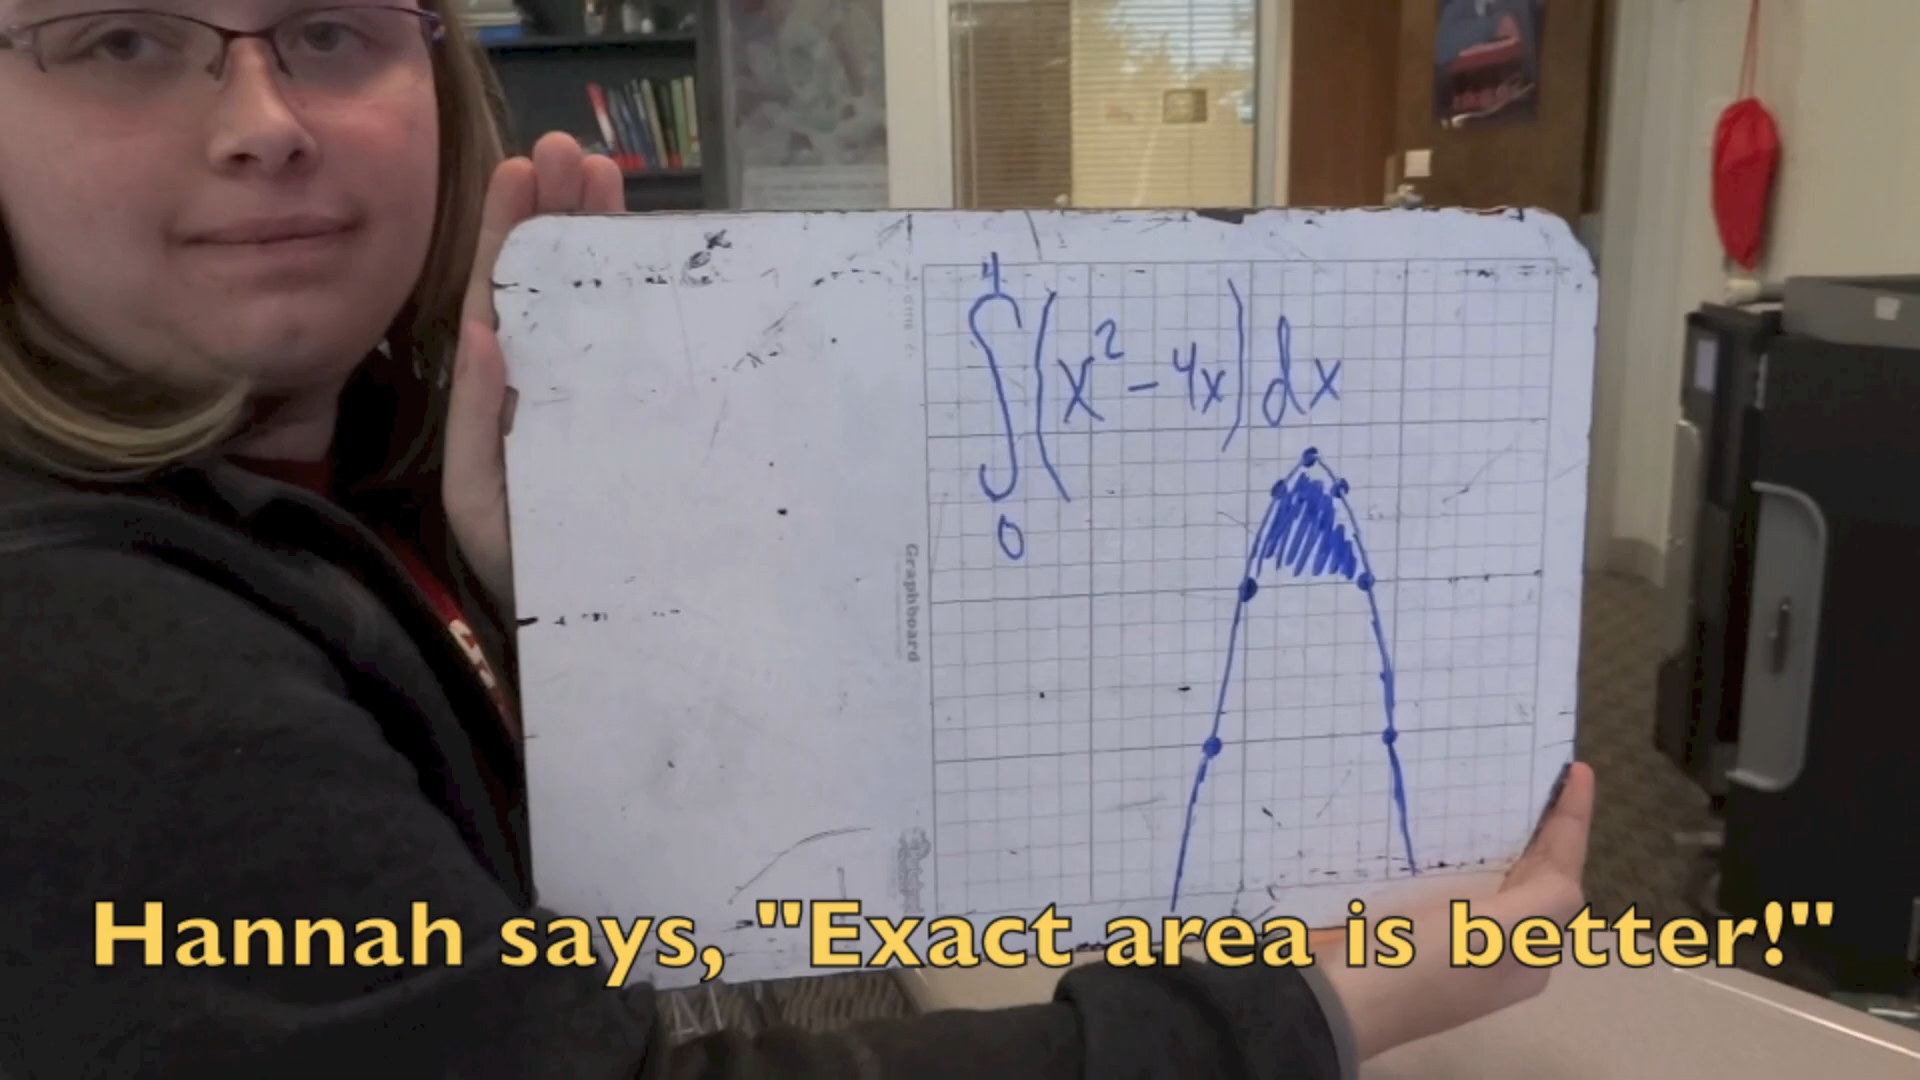 4
∫ (x² - 4x) dx
0
Graphboard
Hannah says, "Exact area is better!"